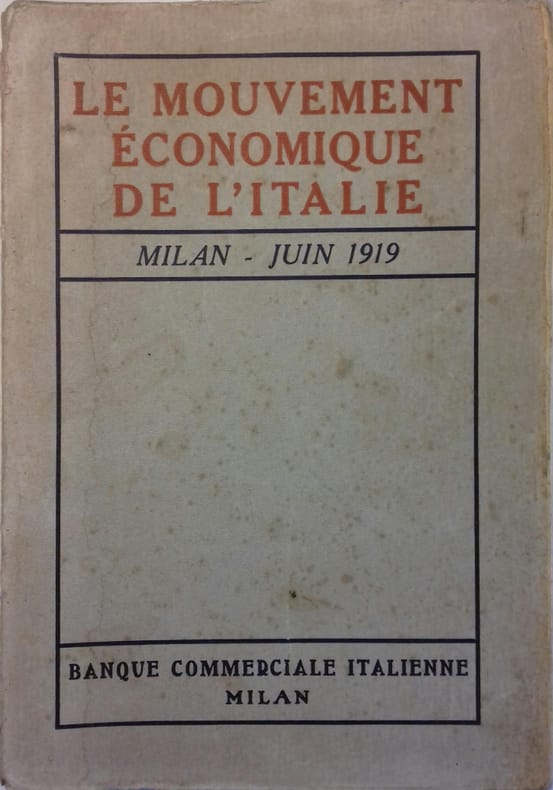 LE MOUVEMENT
ÉCONOMIQUE
DE L'ITALIE
MILAN - JUIN 1919
BANQUE COMMERCIALE ITALIENNE
MILAN